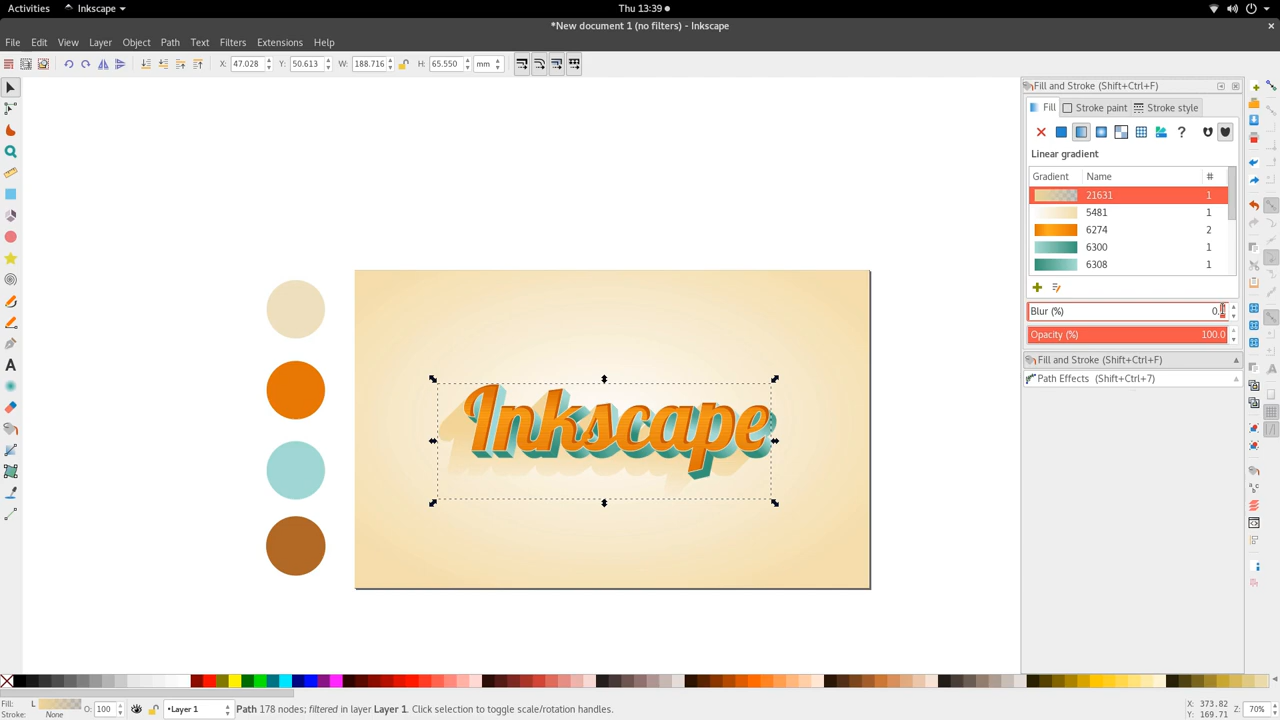 Activities
Inkscape
Thu 13:39
*New document 1 (no filters) - Inkscape
File Edit View Layer Object Path Text Filters Extensions Help
X: 47.028 Y: 50.613 W: 188.716 H: 65.550 mm
Fill and Stroke (Shift+Ctrl+F)
Fill Stroke paint Stroke style
?
Linear gradient
Gradient Name #
21631 1
5481 1
6274 2
6300 1
6308 1
Blur (%)
Opacity (%) 100.0
Fill and Stroke (Shift+Ctrl+F)
Path Effects (Shift+Ctrl+7)
Inkscape
Fill: L
Stroke: None
O: 100
•Layer 1
Path 178 nodes; filtered in layer Layer 1. Click selection to toggle scale/rotation handles.
X: 373.82
Y: 169.71
Z: 70%